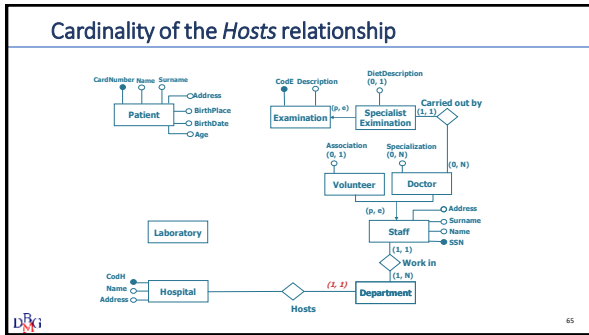 Cardinality of the Hosts relationship
CardNumber Name Surname
Address
BirthPlace
BirthDate
Age
Patient
CodE Description
Examination
(p, e)
DietDescription
(0, 1)
Specialist
Eximination
(1, 1)
Carried out by
(0, N)
Association
(0, 1)
Volunteer
Specialization
(0, N)
Doctor
(p, e)
Address
Surname
Name
SSN
Staff
(1, 1)
Work in
(1, N)
Laboratory
CodH
Name
Address
Hospital
Hosts
(1, 1)
Department
DBMG
65